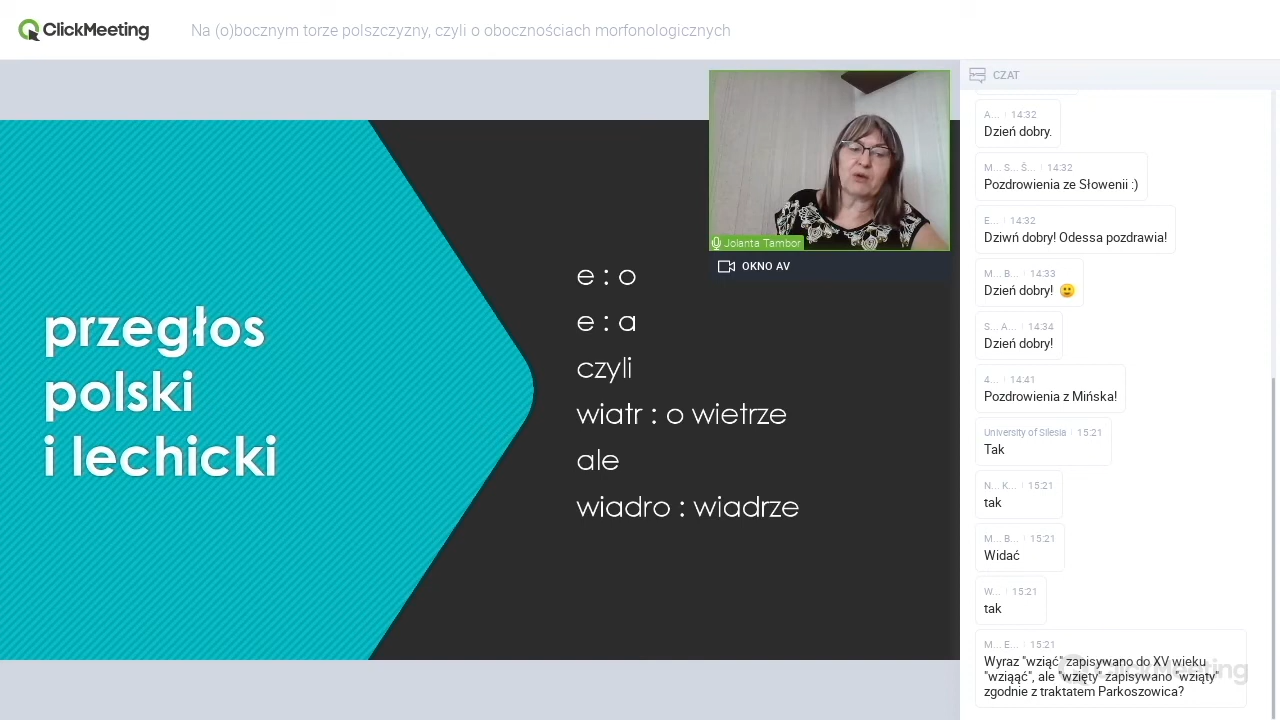 ClickMeeting
Na (o)bocznym torze polszczyzny, czyli o obocznościach morfonologicznych
przegłos
polski
i lechicki
e : o
e : a
czyli
wiatr : o wietrze
ale
wiadro : wiadrze
Jolanta Tambor
OKNO AV
CZAT
A... 14:32
Dzień dobry.
M... S... Š... 14:32
Pozdrowienia ze Słowenii :)
E... 14:32
Dziwń dobry! Odessa pozdrawia!
M... B... 14:33
Dzień dobry! 🙂
S... A... 14:34
Dzień dobry!
4... 14:41
Pozdrowienia z Mińska!
University of Silesia 15:21
Tak
N... K... 15:21
tak
M... B... 15:21
Widać
W... 15:21
tak
M... E... 15:21
Wyraz "wziąć" zapisywano do XV wieku
"wziąąć", ale "wzięty" zapisywano "wziąty"
zgodnie z traktatem Parkoszowica?
ClickMeeting